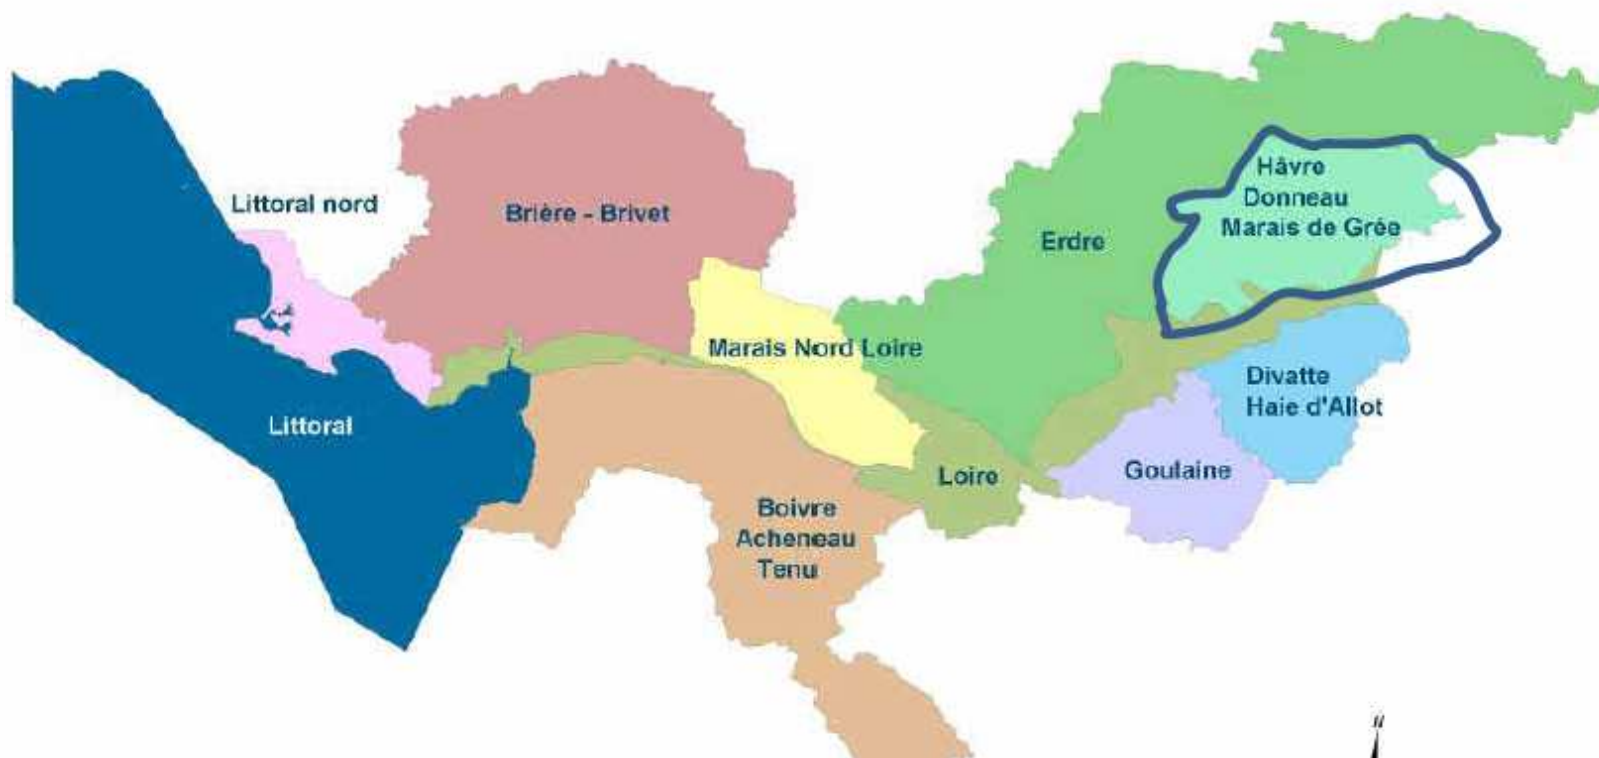 Hâvre
Donneau
Marais de Grée
Littoral nord
Brière - Brivet
Erdre
Marais Nord Loire
Divatte
Haie d'Allot
Littoral
Goulaine
Loire
Boivre
Acheneau
Tenu
N